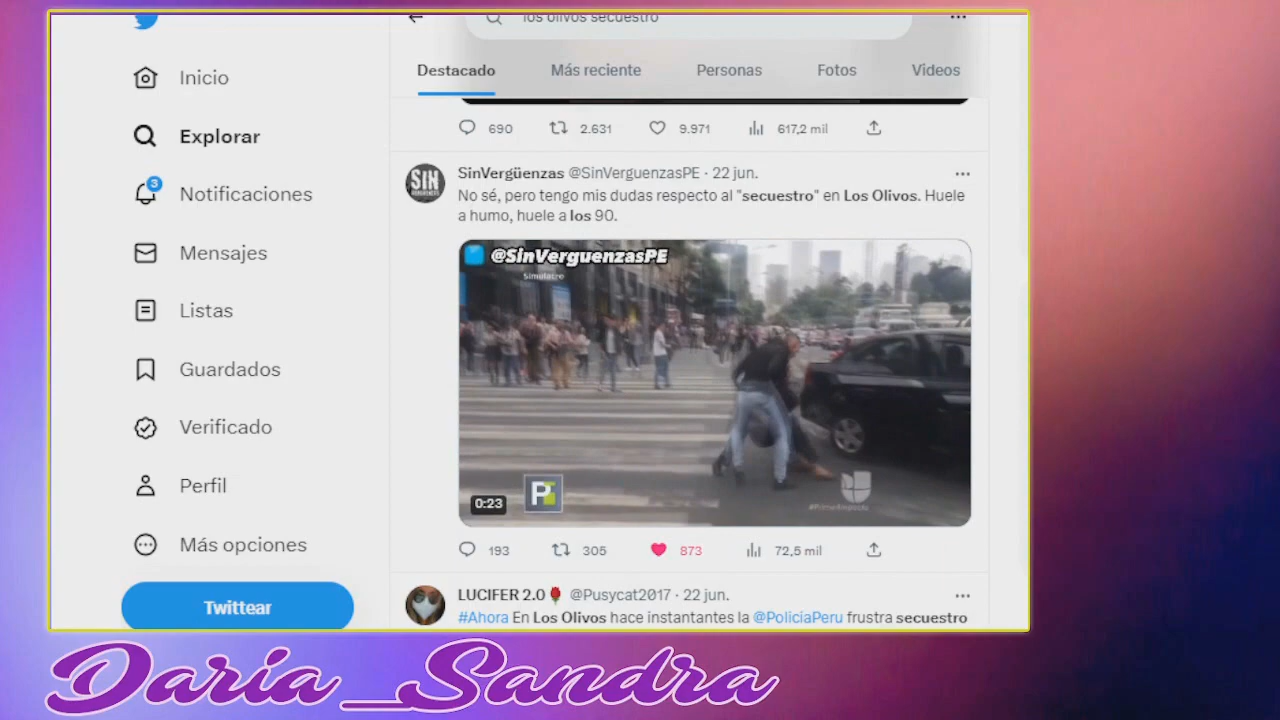 los olivos secuestro
Destacado
Más reciente
Personas
Fotos
Videos
Inicio
Explorar
3
Notificaciones
Mensajes
Listas
Guardados
Verificado
Perfil
Más opciones
Twittear
690
2.631
9.971
617,2 mil
SIN
SinVergüenzas @SinVerguenzasPE · 22 jun.
No sé, pero tengo mis dudas respecto al "secuestro" en Los Olivos. Huele
a humo, huele a los 90.
@SinVerguenzasPE
Simulacro
P
0:23
193
305
873
72,5 mil
LUCIFER 2.0🌹 @Pusycat2017 · 22 jun.
#Ahora En Los Olivos hace instantantes la @PoliciaPeru frustra secuestro
Daria_Sandra